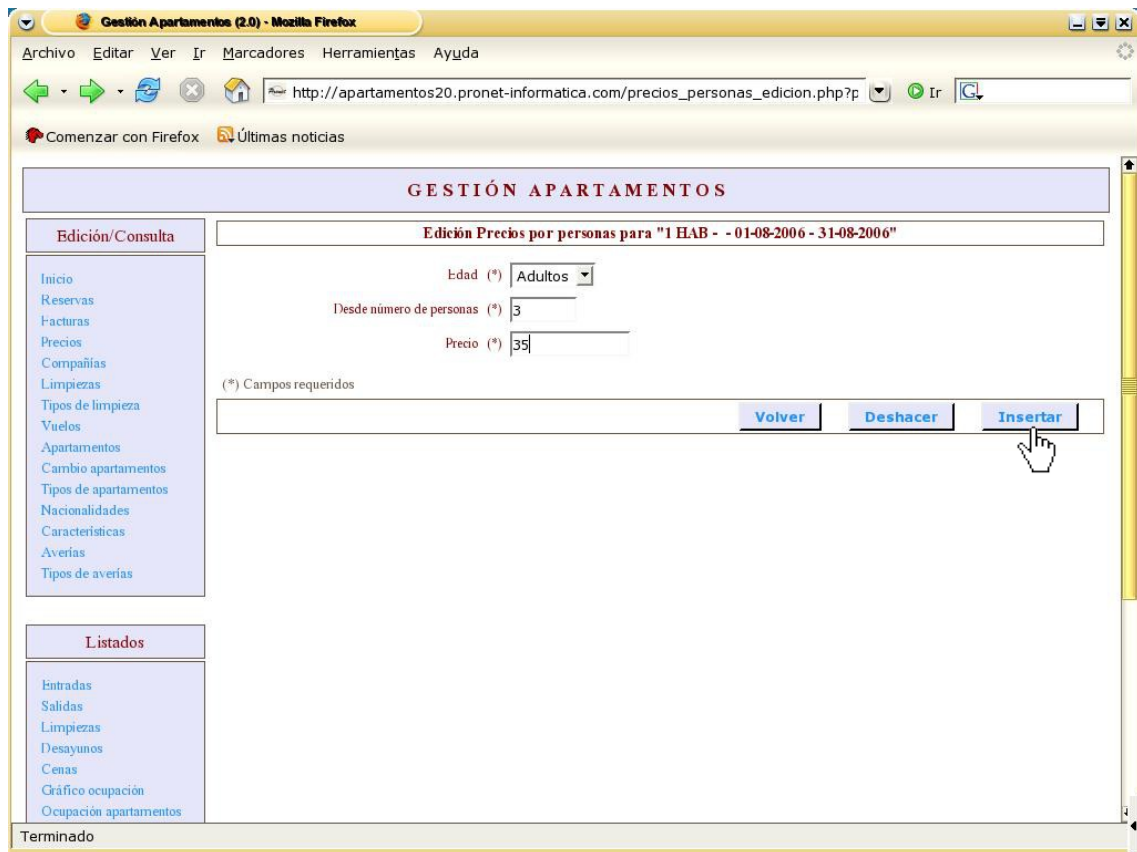 Gestión Apartamentos (2.0) - Mozilla Firefox
Archivo Editar Ver Ir Marcadores Herramientas Ayuda
http://apartamentos20.pronet-informatica.com/precios_personas_edicion.php?p Ir G
Comenzar con Firefox Últimas noticias
GESTIÓN APARTAMENTOS
Edición/Consulta
Inicio
Reservas
Facturas
Precios
Compañías
Limpiezas
Tipos de limpieza
Vuelos
Apartamentos
Cambio apartamentos
Tipos de apartamentos
Nacionalidades
Características
Averías
Tipos de averías
Listados
Entradas
Salidas
Limpiezas
Desayunos
Cenas
Gráfico ocupación
Ocupación apartamentos
Edición Precios por personas para "1 HAB - - 01-08-2006 - 31-08-2006"
Edad (*) Adultos
Desde número de personas (*) 3
Precio (*) 35
(*) Campos requeridos
Volver Deshacer Insertar
Terminado